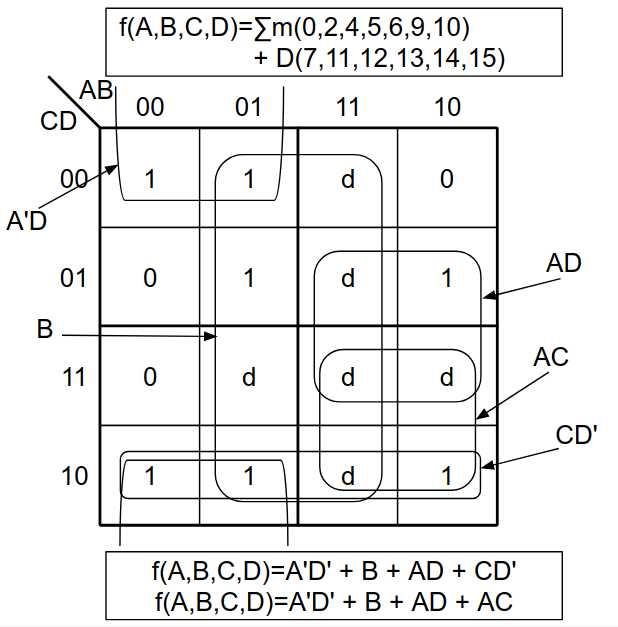 f(A,B,C,D)=∑m(0,2,4,5,6,9,10)
+ D(7,11,12,13,14,15)
AB
CD
00 01 11 10
00 1 1 d 0
A'D
01 0 1 d 1
AD
B
11 0 d d d
AC
CD'
10 1 1 d 1
f(A,B,C,D)=A'D' + B + AD + CD'
f(A,B,C,D)=A'D' + B + AD + AC